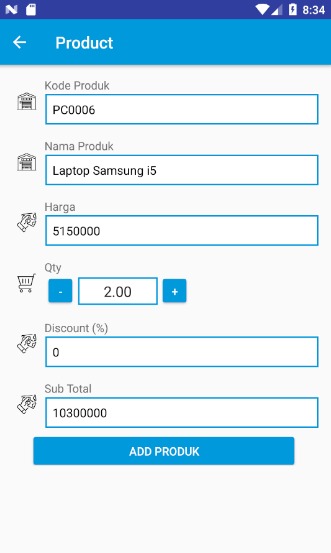 8:34
Product
Kode Produk
PC0006
Nama Produk
Laptop Samsung i5
Harga
5150000
Qty
- 2.00 +
Discount (%)
0
Sub Total
10300000
ADD PRODUK